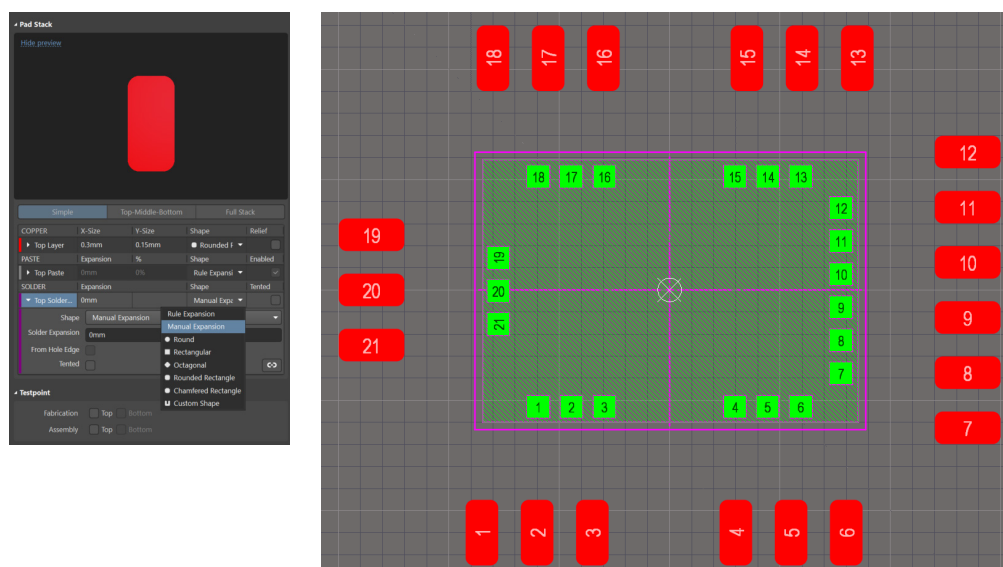 Pad Stack
Hide preview
Simple Top-Middle-Bottom Full Stack
COPPER X-Size Y-Size Shape Relief
Top Layer 0.3mm 0.15mm Rounded F
PASTE Expansion % Shape Enabled
Top Paste 0mm 0% Rule Expansi
SOLDER Expansion Shape Tented
Top Solder... 0mm Manual Expa
Shape Manual Expansion
Solder Expansion 0mm
From Hole Edge
Tented
Rule Expansion
Manual Expansion
Round
Rectangular
Octagonal
Rounded Rectangle
Chamfered Rectangle
Custom Shape
Testpoint
Fabrication Top Bottom
Assembly Top Bottom
18 17 16 15 14 13
12
11
10
9
8
7
19
20
21
18 17 16 15 14 13
12
11
10
9
8
7
19
20
21
1 2 3 4 5 6
1 2 3 4 5 6